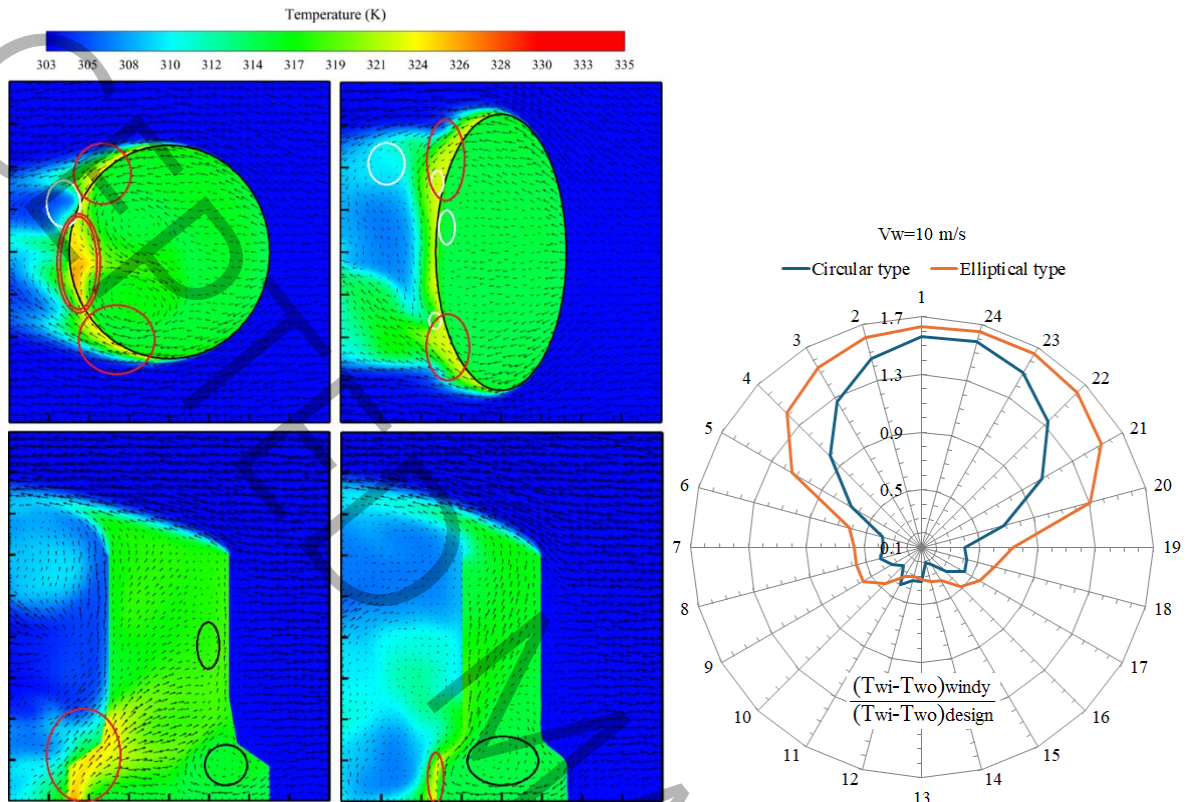 Temperature (K)
303 305 308 310 312 314 317 319 321 324 326 328 330 333 335
Vw=10 m/s
Circular type Elliptical type
1
2 1.7 24
3 23
4 1.3 22
5 0.9 21
6 0.5 20
7 0.1 19
8 18
9 17
(Twi-Two)windy
(Twi-Two)design
10 16
11 15
12 14
13